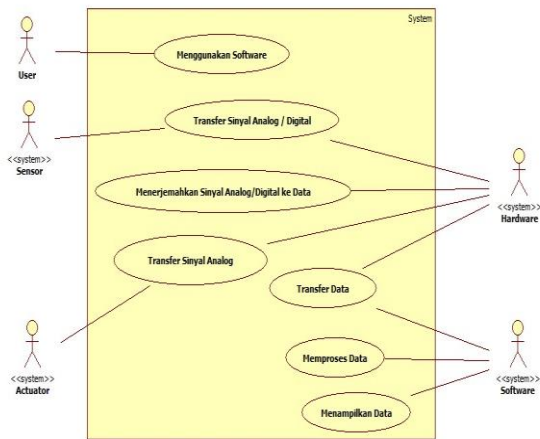 System
Menggunakan Software
User
Transfer Sinyal Analog / Digital
<<system>>
Sensor
Menerjemahkan Sinyal Analog/Digital ke Data
<<system>>
Hardware
Transfer Sinyal Analog
Transfer Data
Memproses Data
<<system>>
Actuator
<<system>>
Software
Menampilkan Data